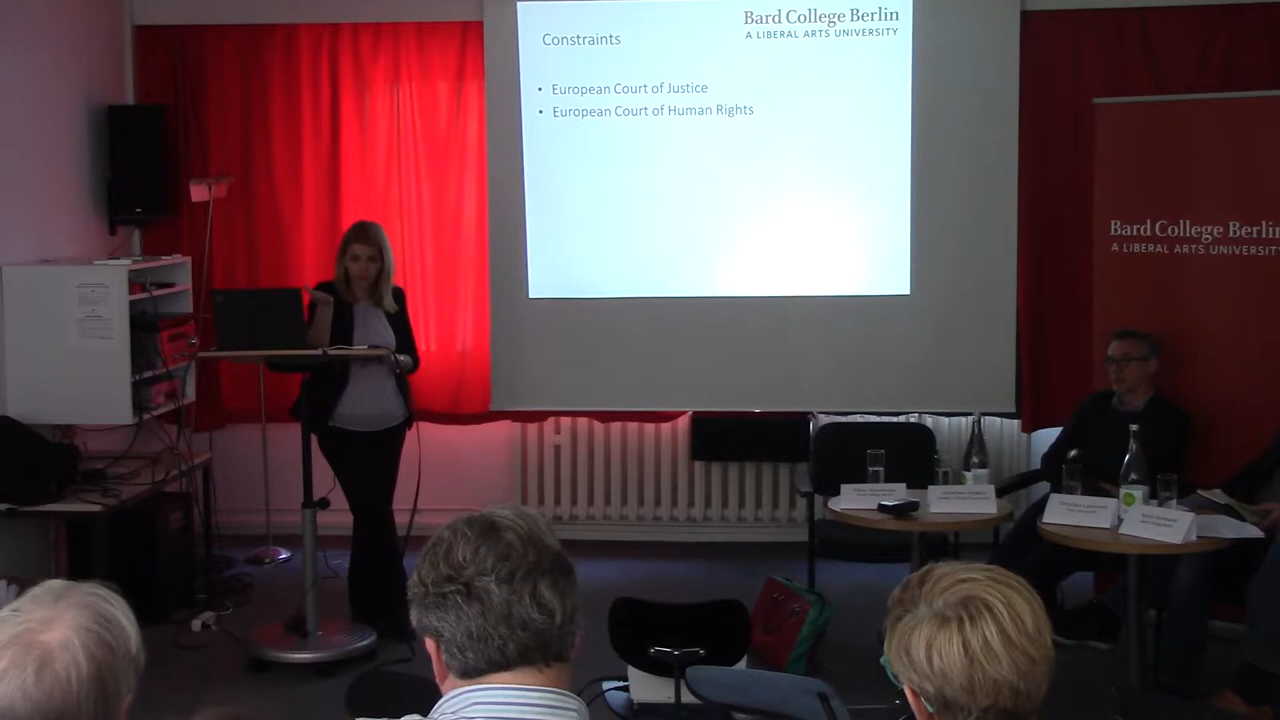 Bard College Berlin
A LIBERAL ARTS UNIVERSITY
Constraints
• European Court of Justice
• European Court of Human Rights
Bard College Berlin
A LIBERAL ARTS UNIVERSITY